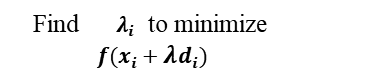 Find λᵢ to minimize
f(xᵢ + λdᵢ)